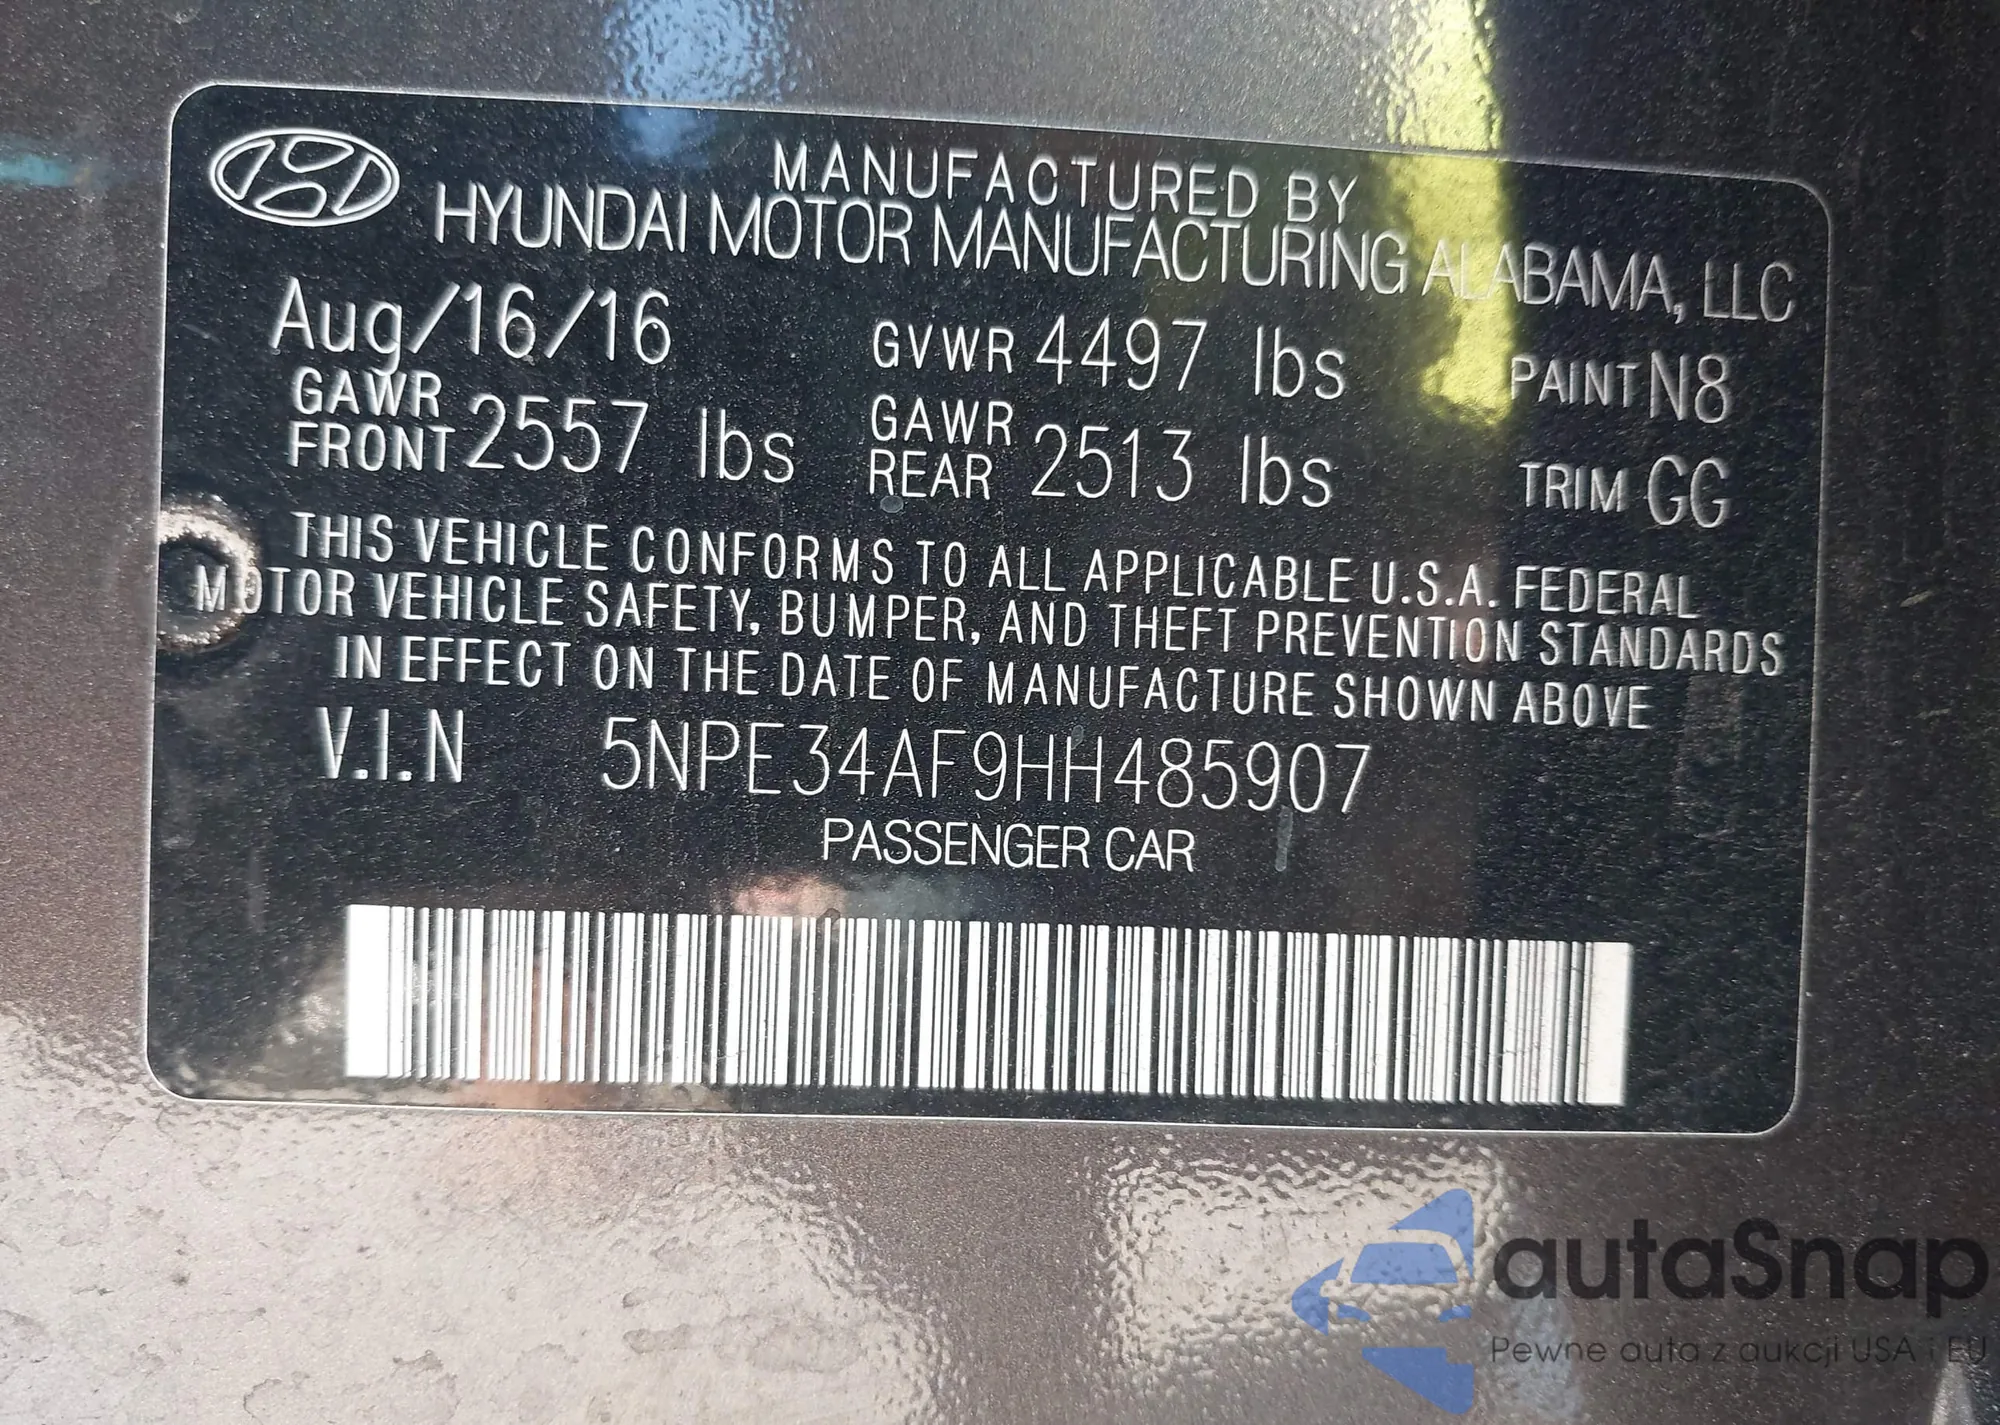 MANUFACTURED BY
HYUNDAI MOTOR MANUFACTURING ALABAMA, LLC
Aug/16/16 GVWR 4497 lbs PAINT N8
GAWR FRONT 2557 lbs GAWR REAR 2513 lbs TRIM GG
THIS VEHICLE CONFORMS TO ALL APPLICABLE U.S.A. FEDERAL
MOTOR VEHICLE SAFETY, BUMPER, AND THEFT PREVENTION STANDARDS
IN EFFECT ON THE DATE OF MANUFACTURE SHOWN ABOVE
V.I.N 5NPE34AF9HH485907
PASSENGER CAR
autaSnap
Pewne auta z aukcji USA i EU